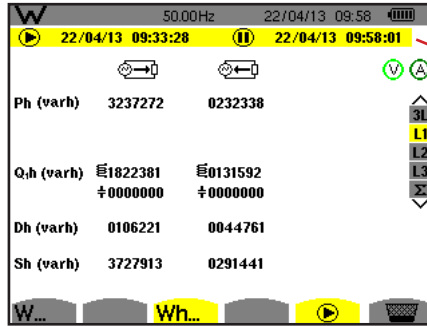 W 50.00Hz 22/04/13 09:58
22/04/13 09:33:28 22/04/13 09:58:01
V A
Ph (varh) 3237272 0232338
3L
L1
L2
Q₁h (varh) 1822381 0131592
L3
÷0000000 ÷0000000
Σ
Dh (varh) 0106221 0044761
Sh (varh) 3727913 0291441
W... Wh...